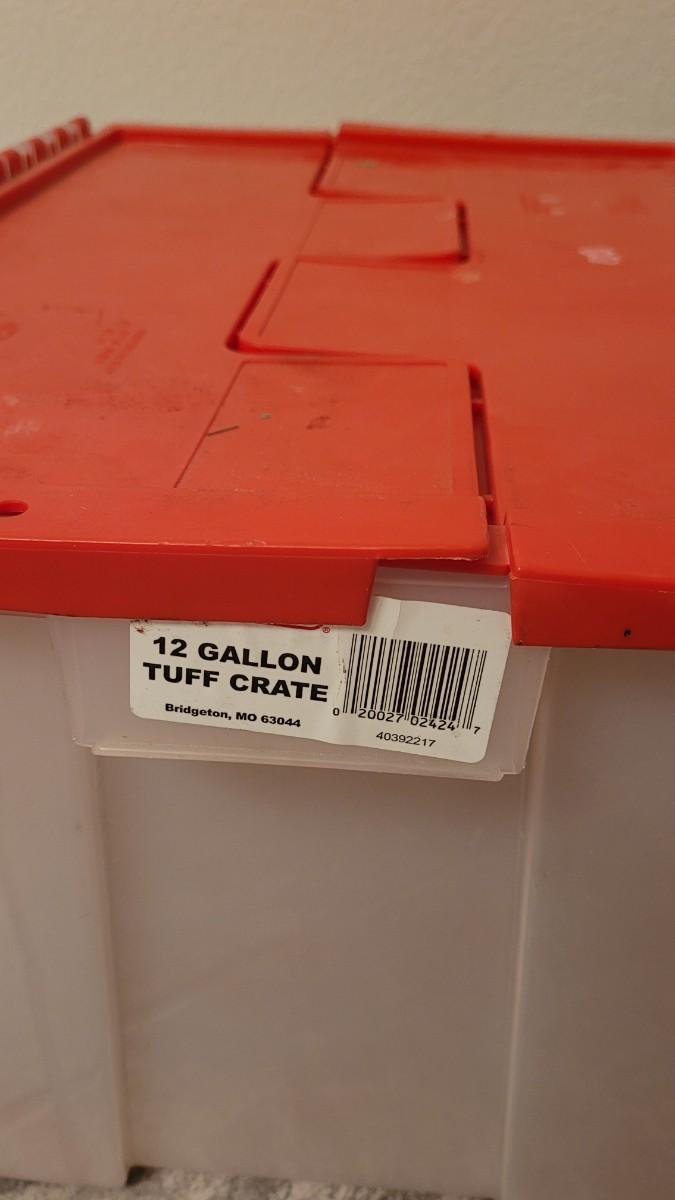 ®
12 GALLON
TUFF CRATE
Bridgeton, MO 63044
0 20027 02424 7
40392217